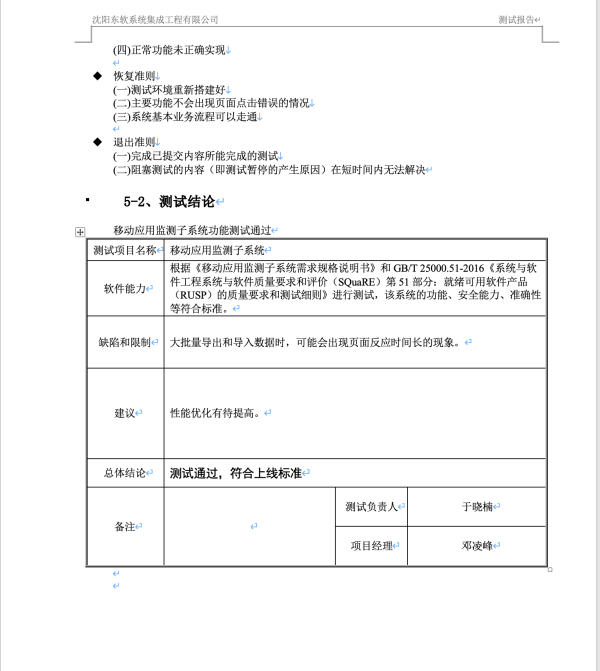 沈阳东软系统集成工程有限公司 测试报告
(四)正常功能未正确实现
◆ 恢复准则
(一)测试环境重新搭建好
(二)主要功能不会出现页面点击错误的情况
(三)系统基本业务流程可以走通
◆ 退出准则
(一)完成已提交内容所能完成的测试
(二)阻塞测试的内容（即测试暂停的产生原因）在短时间内无法解决
5-2、测试结论
移动应用监测子系统功能测试通过
测试项目名称 移动应用监测子系统
软件能力
根据《移动应用监测子系统需求规格说明书》和 GB/T 25000.51-2016《系统与软
件工程系统与软件质量要求和评价（SQuaRE）第 51 部分：就绪可用软件产品
（RUSP）的质量要求和测试细则》进行测试，该系统的功能、安全能力、准确性
等符合标准。
缺陷和限制 大批量导出和导入数据时，可能会出现页面反应时间长的现象。
建议 性能优化有待提高。
总体结论 测试通过，符合上线标准
备注
测试负责人 于晓楠
项目经理 邓凌峰